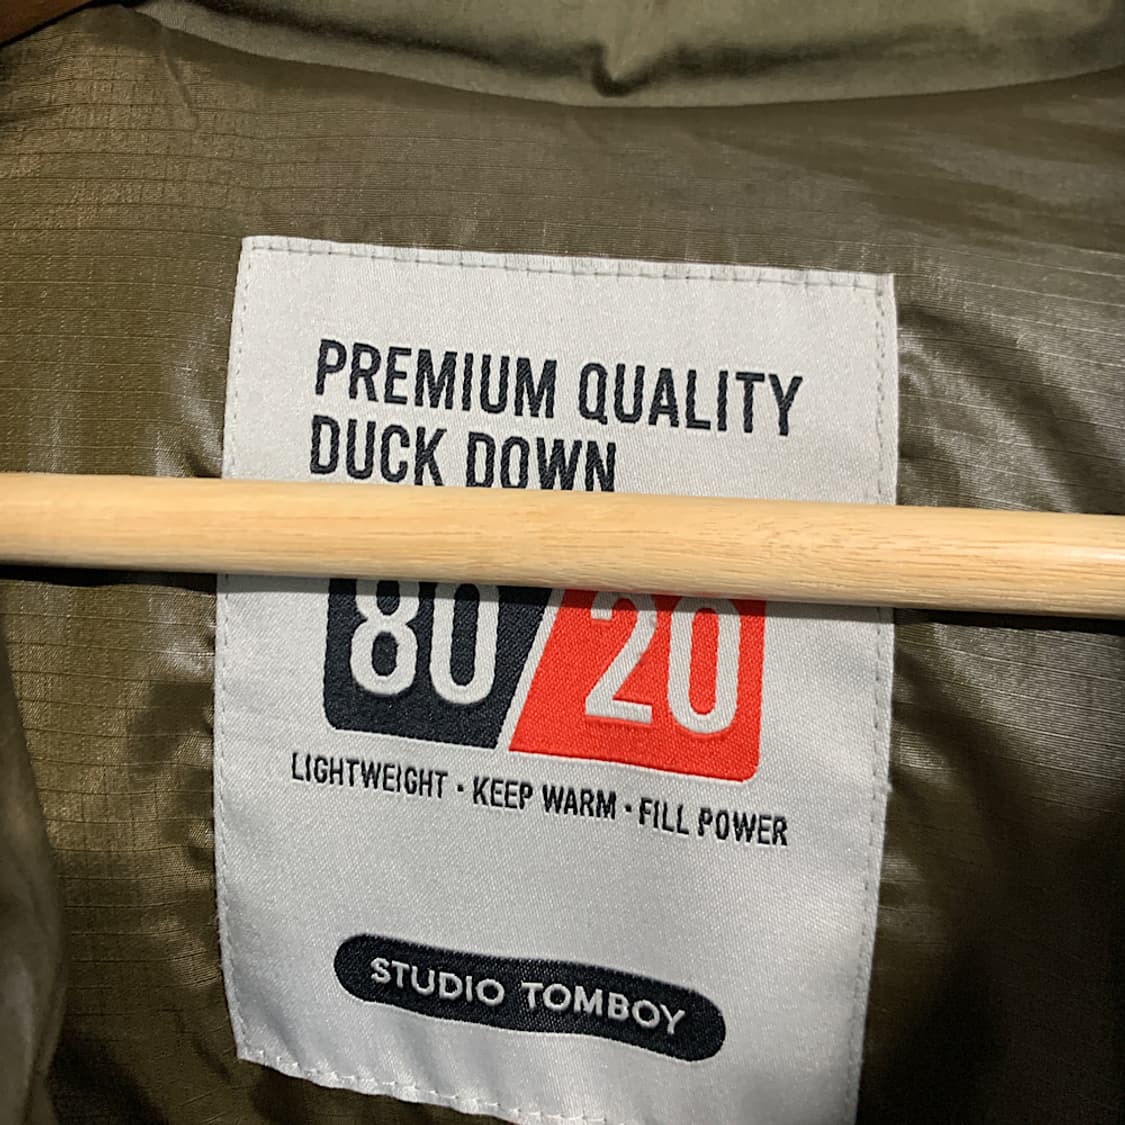 PREMIUM QUALITY
DUCK DOWN
80 20
LIGHTWEIGHT · KEEP WARM · FILL POWER
STUDIO TOMBOY